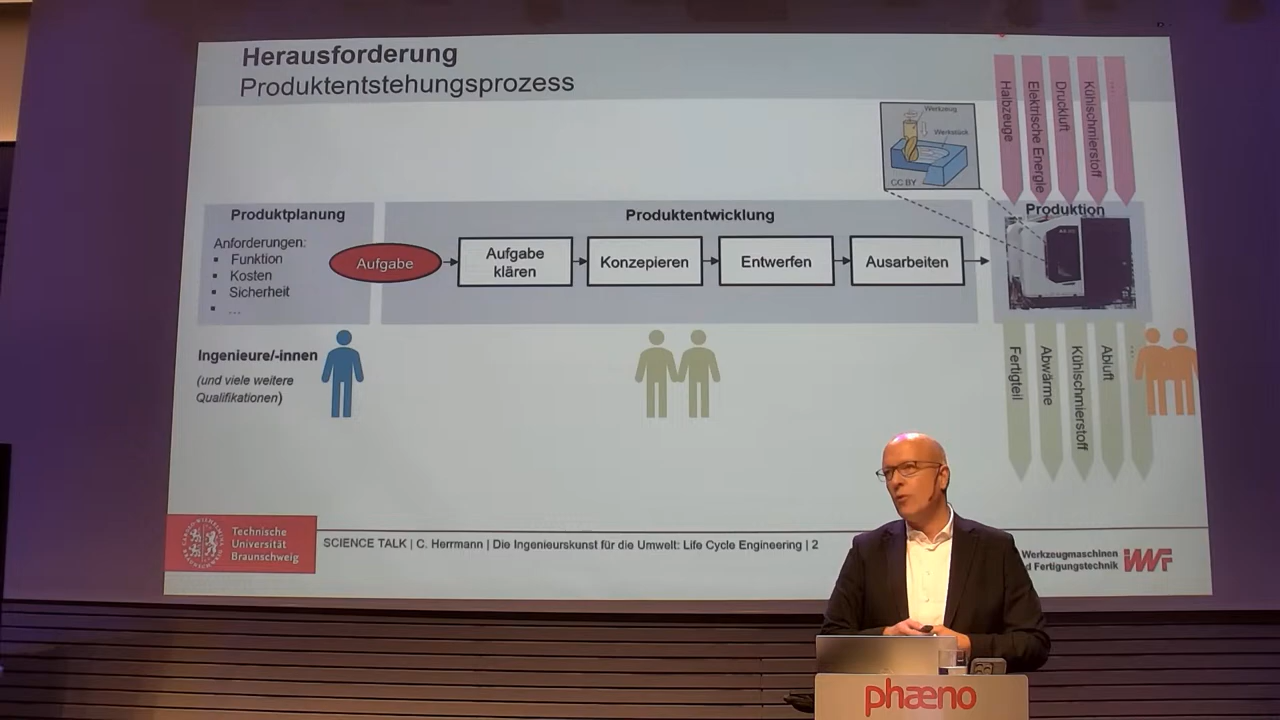 Herausforderung
Produktentstehungsprozess
Halbzeuge
Elektrische Energie
Druckluft
Kühlschmierstoff
...
Werkzeug
Werkstück
CC BY
Produktplanung
Anforderungen:
▪ Funktion
▪ Kosten
▪ Sicherheit
▪ ...
Aufgabe
Produktentwicklung
Aufgabe
klären
Konzepieren
Entwerfen
Ausarbeiten
Produktion
Ingenieure/-innen
(und viele weitere
Qualifikationen)
Fertigteil
Abwärme
Kühlschmierstoff
Abluft
...
Technische
Universität
Braunschweig
SCIENCE TALK | C. Herrmann | Die Ingenieurskunst für die Umwelt: Life Cycle Engineering | 2
Werkzeugmaschinen
d Fertigungstechnik
IWF
phæno